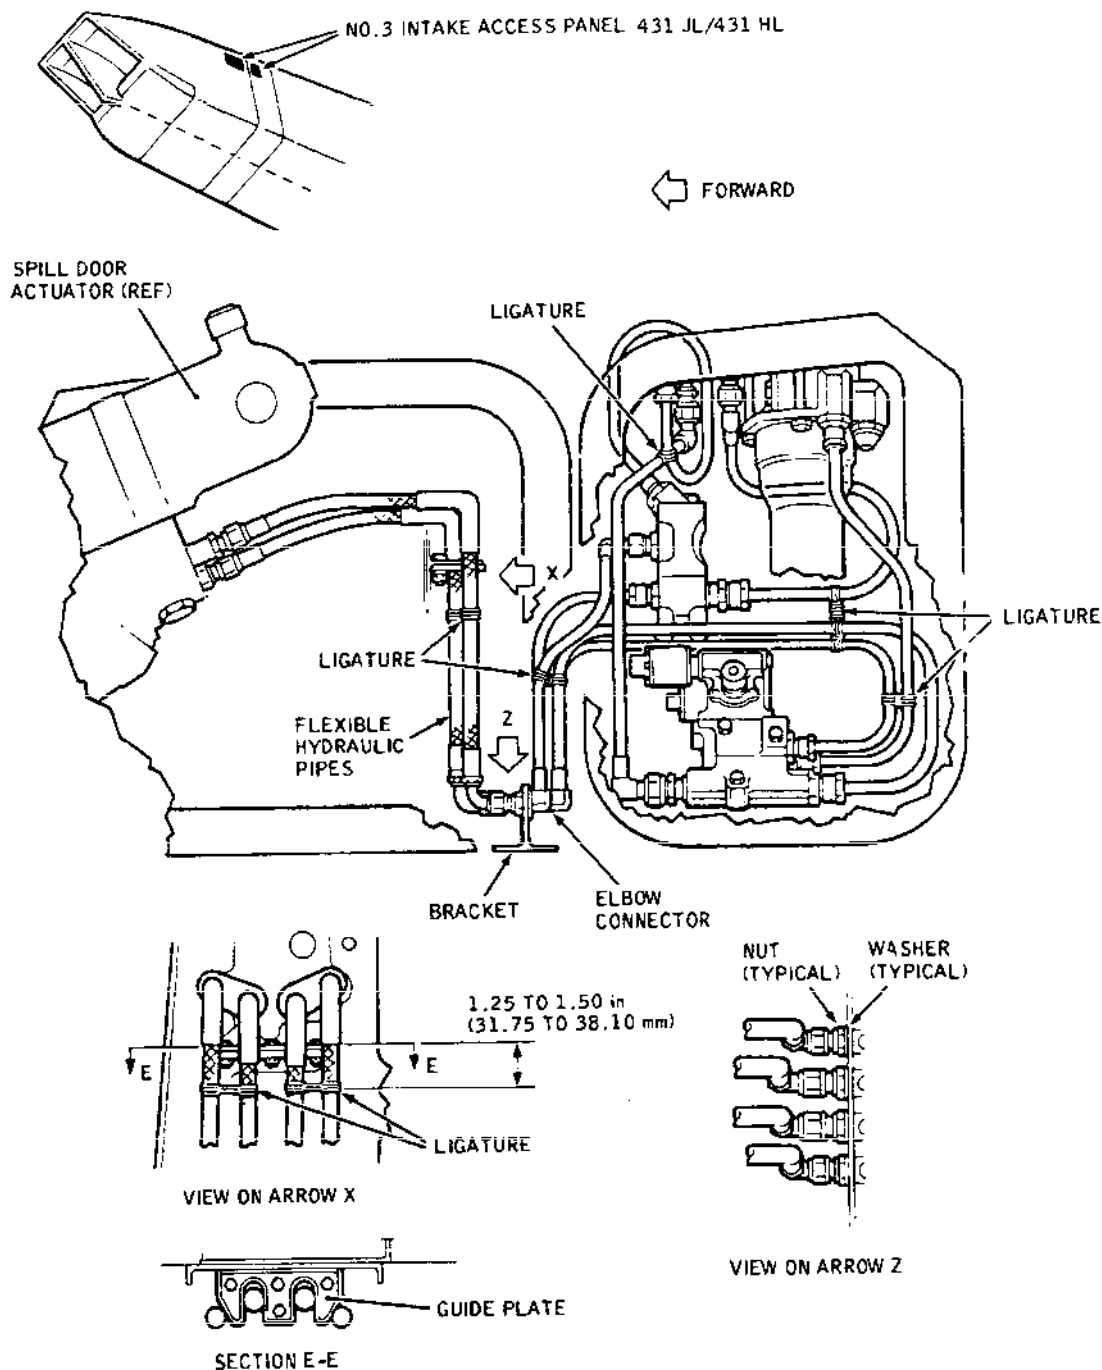 NO.3 INTAKE ACCESS PANEL 431 JL/431 HL
FORWARD
SPILL DOOR
ACTUATOR (REF)
LIGATURE
X
LIGATURE
LIGATURE
FLEXIBLE
HYDRAULIC
PIPES
Z
BRACKET
ELBOW
CONNECTOR
1.25 TO 1.50 in
(31.75 TO 38.10 mm)
E
E
LIGATURE
VIEW ON ARROW X
NUT
(TYPICAL)
WASHER
(TYPICAL)
VIEW ON ARROW Z
GUIDE PLATE
SECTION E-E